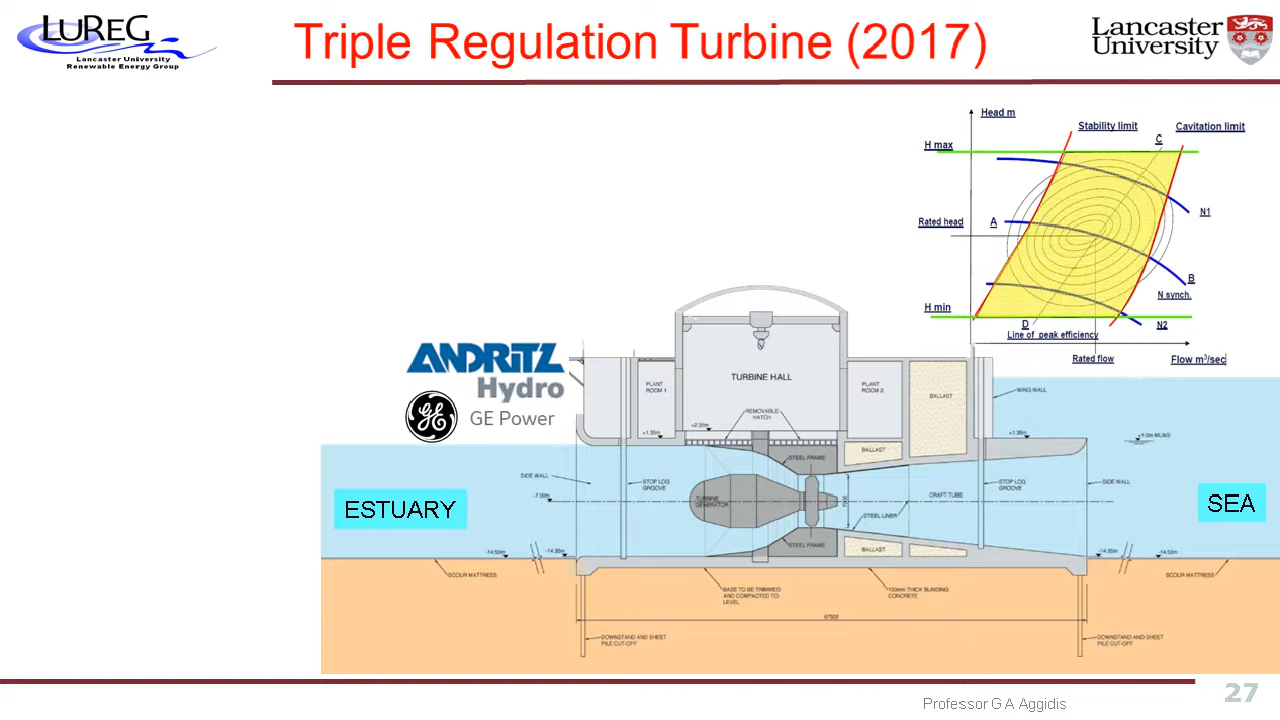 LUREG
Lancaster University
Renewable Energy Group
Triple Regulation Turbine (2017)
Lancaster
University
Head m
Stability limit
Cavitation limit
C
H max
N1
Rated head
A
B
N synch.
H min
D
N2
Line of peak efficiency
Rated flow
Flow m³/sec
ANDRITZ
Hydro
GE Power
TURBINE HALL
PLANT
ROOM 1
PLANT
ROOM 2
BALLAST
WING WALL
REMOVABLE
HATCH
+1.35m
+2.35m
+1.35m
+1.0m MLWS
STEEL FRAME
BALLAST
SIDE WALL
STOP LOG
GROOVE
-7.00m
TURBINE
GENERATOR
7000
DRAFT TUBE
STOP LOG
GROOVE
SIDE WALL
ESTUARY
SEA
STEEL LINER
STEEL FRAME
BALLAST
-14.50m
-14.35m
-14.35m
-14.50m
SCOUR MATTRESS
SCOUR MATTRESS
BASE TO BE TRIMMED
AND COMPACTED TO
LEVEL
100mm THICK BLINDING
CONCRETE
67500
DOWNSTAND AND SHEET
PILE CUT-OFF
DOWNSTAND AND SHEET
PILE CUT-OFF
Professor G A Aggidis
27